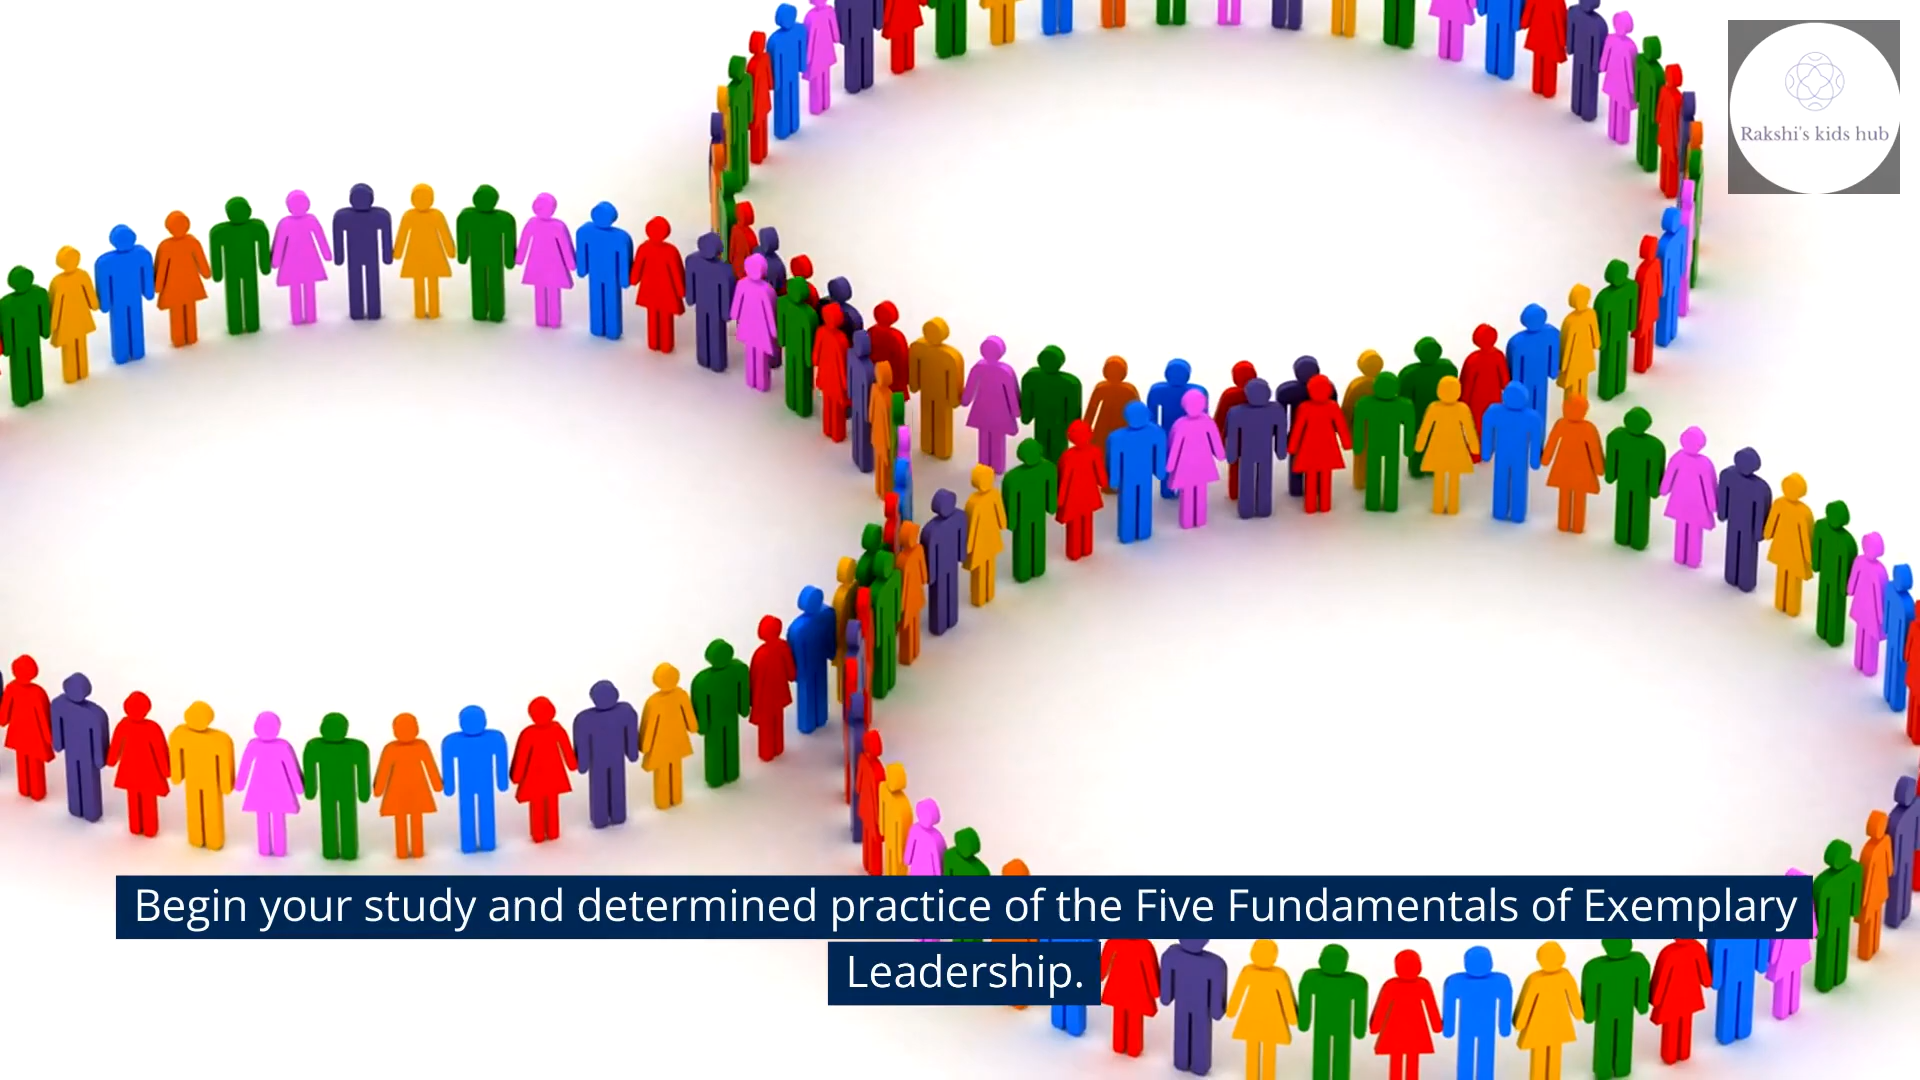 Rakshi's kids hub
Begin your study and determined practice of the Five Fundamentals of Exemplary
Leadership.